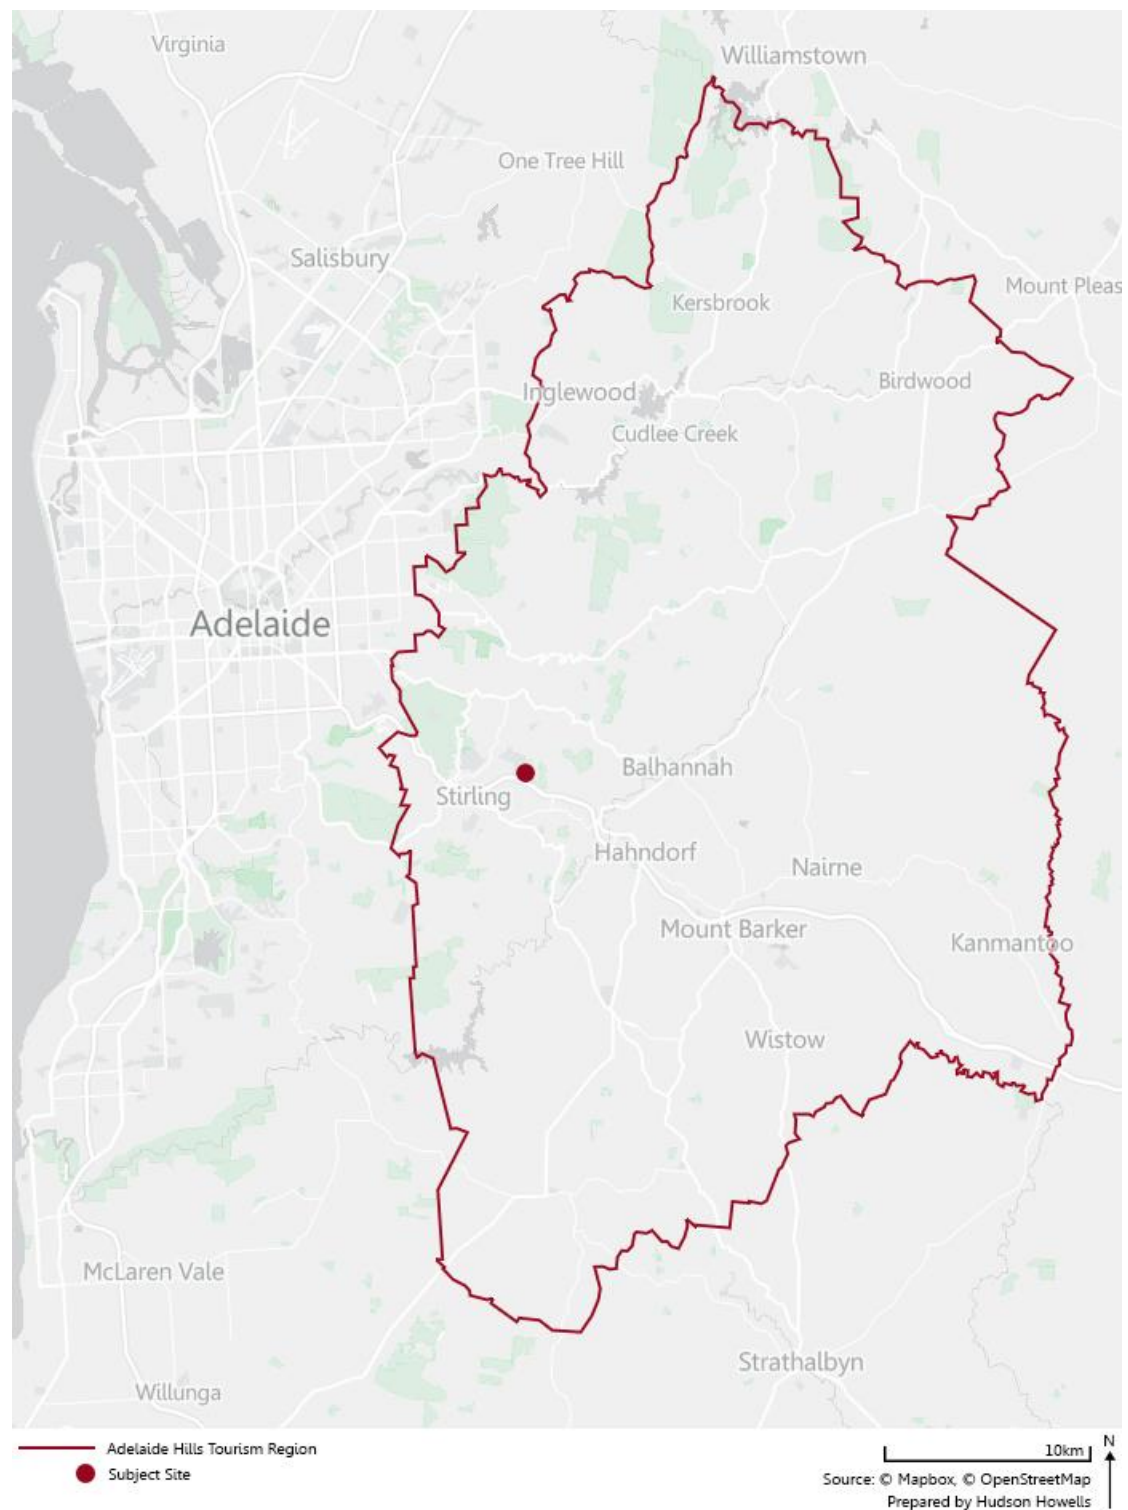 Virginia
Williamstown
One Tree Hill
Salisbury
Mount Pleas
Kersbrook
Birdwood
Inglewood
Cudlee Creek
Adelaide
Balhannah
Stirling
Hahndorf
Nairne
Mount Barker
Kanmantoo
Wistow
McLaren Vale
Strathalbyn
Willunga
Adelaide Hills Tourism Region
Subject Site
10km
N
Source: © Mapbox, © OpenStreetMap
Prepared by Hudson Howells